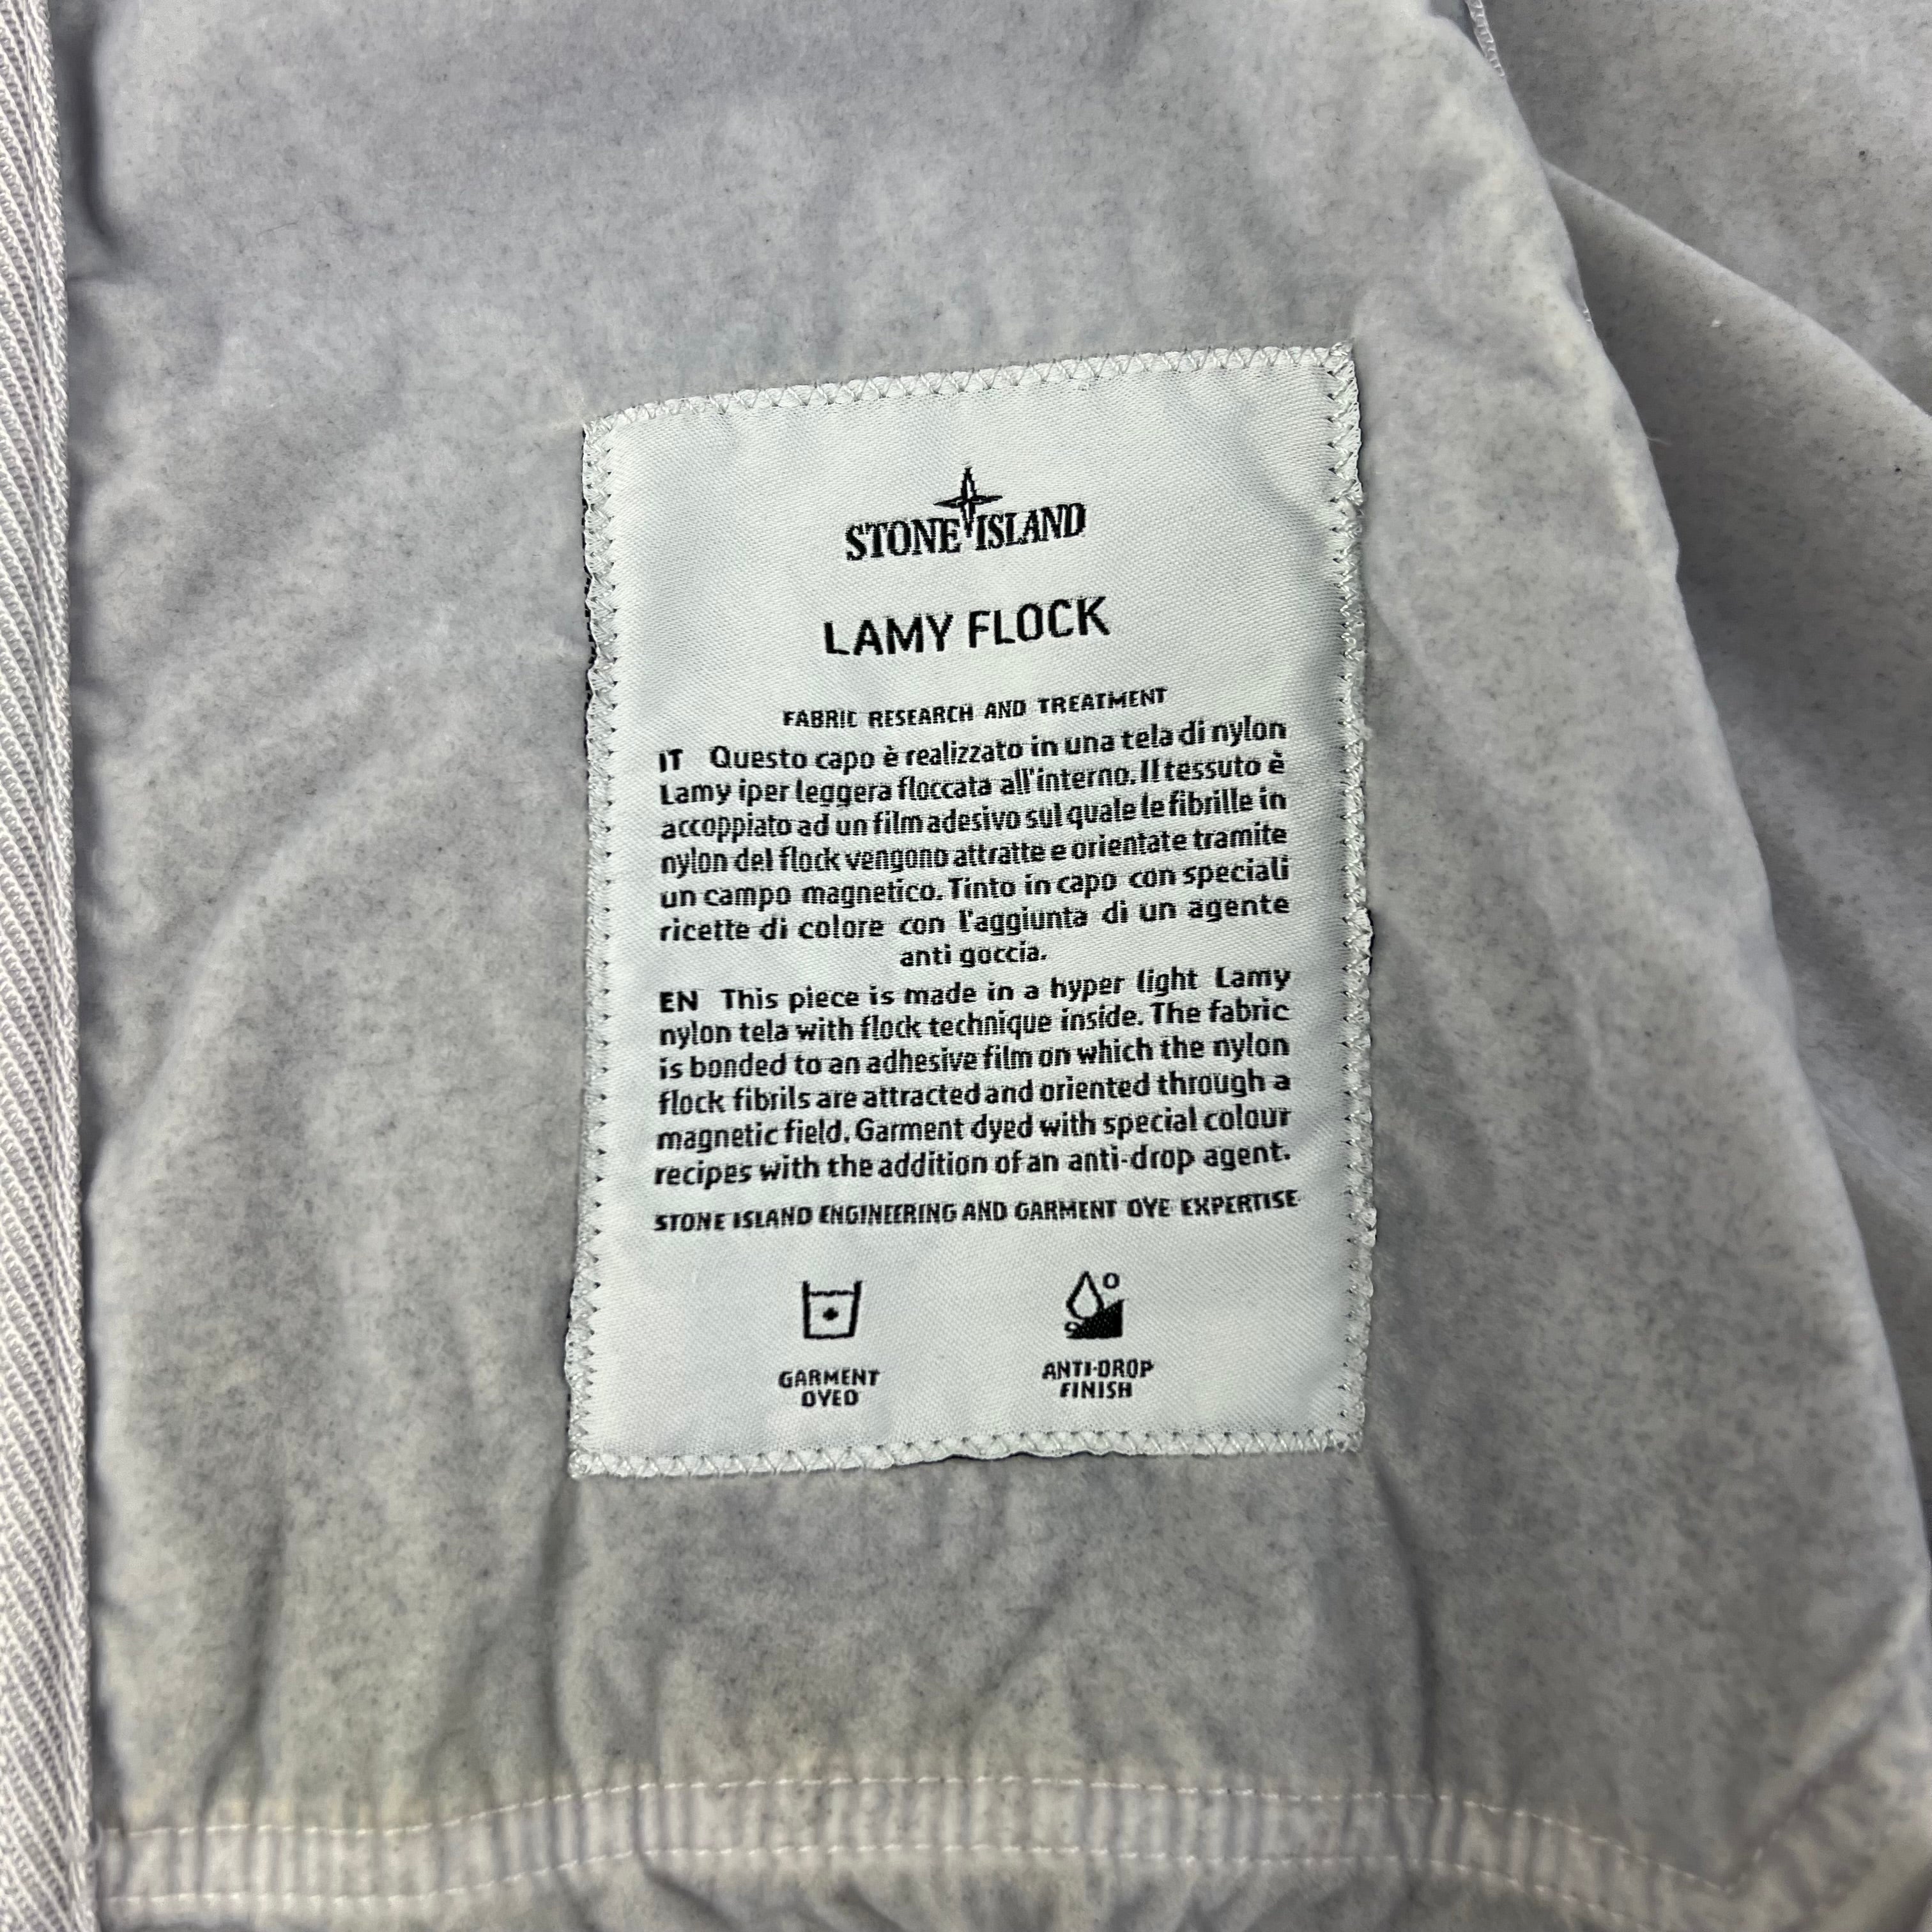 STONE ISLAND
LAMY FLOCK
FABRIC RESEARCH AND TREATMENT
IT Questo capo è realizzato in una tela di nylon
Lamy iper leggera floccata all'interno. Il tessuto è
accoppiato ad un film adesivo sul quale le fibrille in
nylon del flock vengono attratte e orientate tramite
un campo magnetico. Tinto in capo con speciali
ricette di colore con l'aggiunta di un agente
anti goccia.
EN This piece is made in a hyper light Lamy
nylon tela with flock technique inside. The fabric
is bonded to an adhesive film on which the nylon
flock fibrils are attracted and oriented through a
magnetic field. Garment dyed with special colour
recipes with the addition of an anti-drop agent.
STONE ISLAND ENGINEERING AND GARMENT DYE EXPERTISE
GARMENT
DYED
ANTI-DROP
FINISH